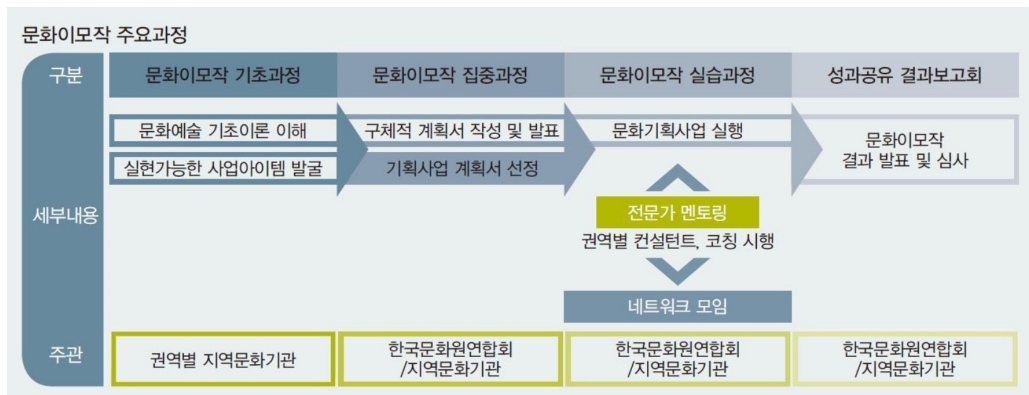 문화이모작 주요과정
구분
문화이모작 기초과정
문화이모작 집중과정
문화이모작 실습과정
성과공유 결과보고회
세부내용
문화예술 기초이론 이해
구체적 계획서 작성 및 발표
문화기획사업 실행
실현가능한 사업아이템 발굴
기획사업 계획서 선정
문화이모작
결과 발표 및 심사
전문가 멘토링
권역별 컨설턴트, 코칭 시행
네트워크 모임
주관
권역별 지역문화기관
한국문화원연합회
/지역문화기관
한국문화원연합회
/지역문화기관
한국문화원연합회
/지역문화기관